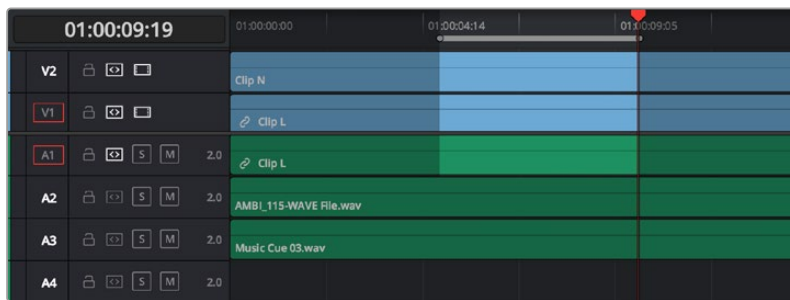 01:00:09:19 01:00:00:00 01:00:04:14 01:00:09:05
V2 Clip N
V1 Clip L
A1 S M 2.0 Clip L
A2 S M 2.0 AMBI_115-WAVE File.wav
A3 S M 2.0 Music Cue 03.wav
A4 S M 2.0